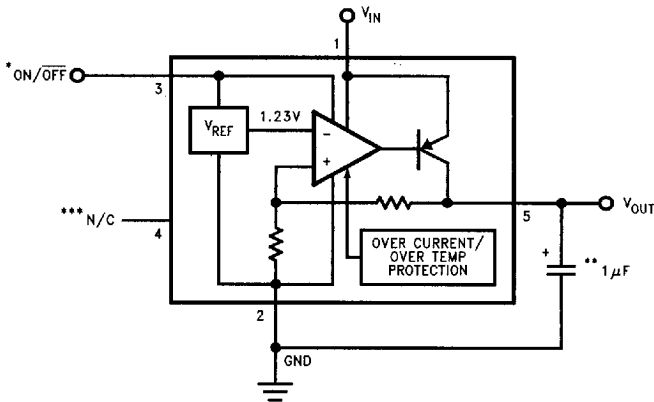 V_IN
1
*ON/OFF
3
V_REF
1.23V
−
+
***N/C
4
5
V_OUT
OVER CURRENT/
OVER TEMP
PROTECTION
+
**1μF
2
GND